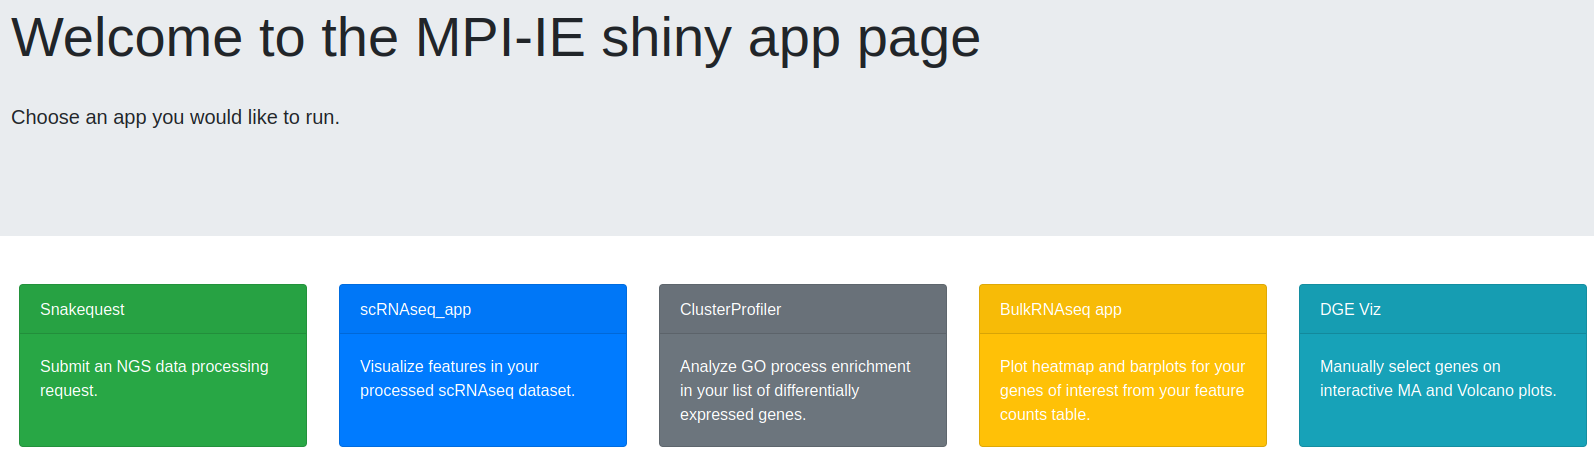 Welcome to the MPI-IE shiny app page
Choose an app you would like to run.
Snakequest
Submit an NGS data processing
request.
scRNAseq_app
Visualize features in your
processed scRNAseq dataset.
ClusterProfiler
Analyze GO process enrichment
in your list of differentially
expressed genes.
BulkRNAseq app
Plot heatmap and barplots for your
genes of interest from your feature
counts table.
DGE Viz
Manually select genes on
interactive MA and Volcano plots.